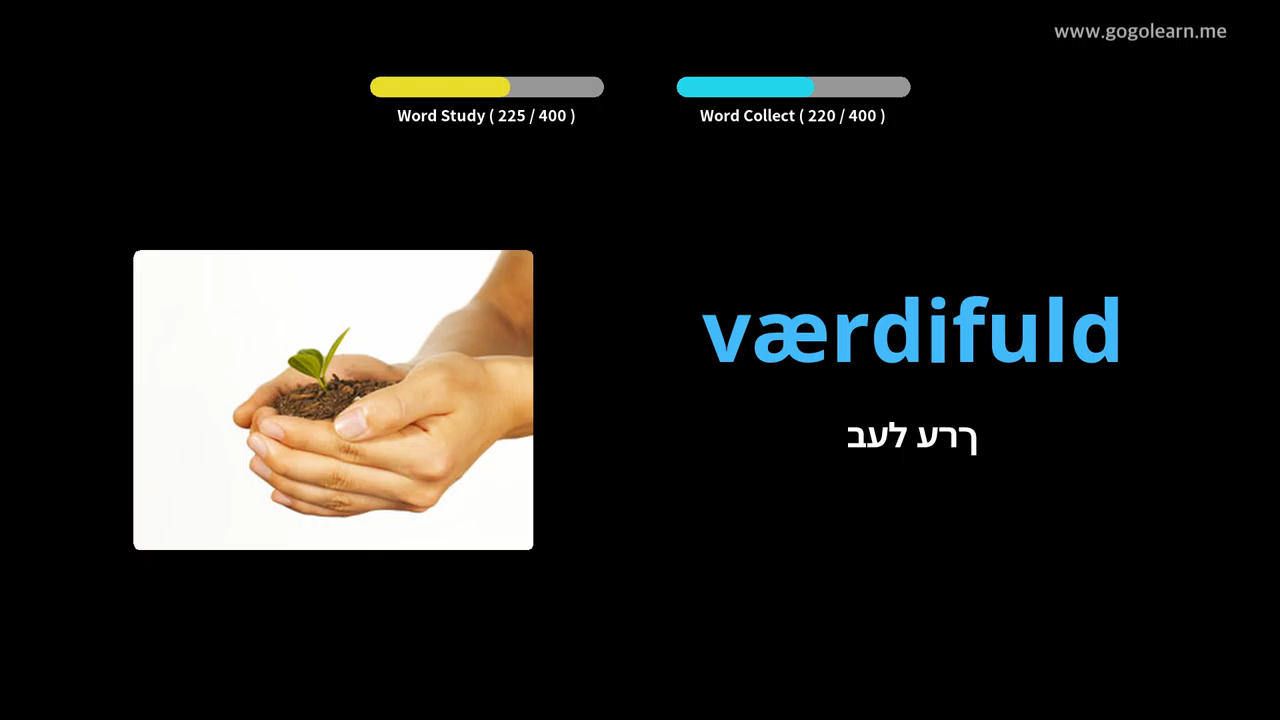 www.gogolearn.me
Word Study ( 225 / 400 )
Word Collect ( 220 / 400 )
værdifuld
ךרע לעב